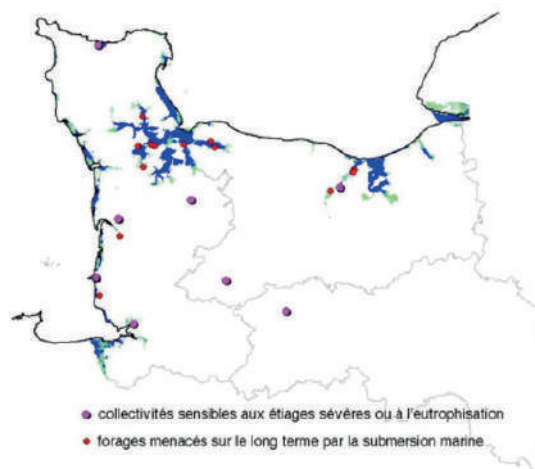 collectivités sensibles aux étiages sévères ou à l'eutrophisation
forages menacés sur le long terme par la submersion marine